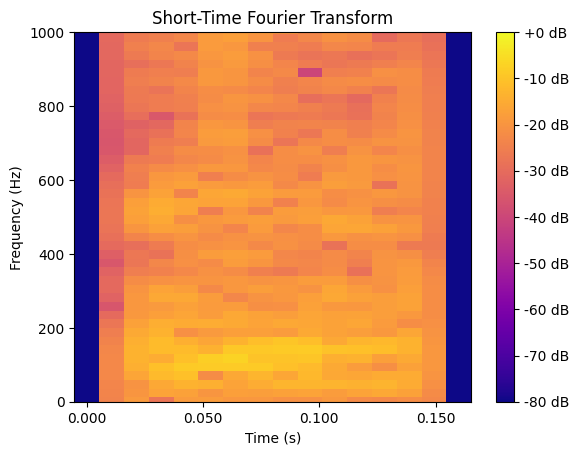 Short-Time Fourier Transform
Frequency (Hz)
1000
800
600
400
200
0
0.000
0.050
0.100
0.150
Time (s)
+0 dB
-10 dB
-20 dB
-30 dB
-40 dB
-50 dB
-60 dB
-70 dB
-80 dB